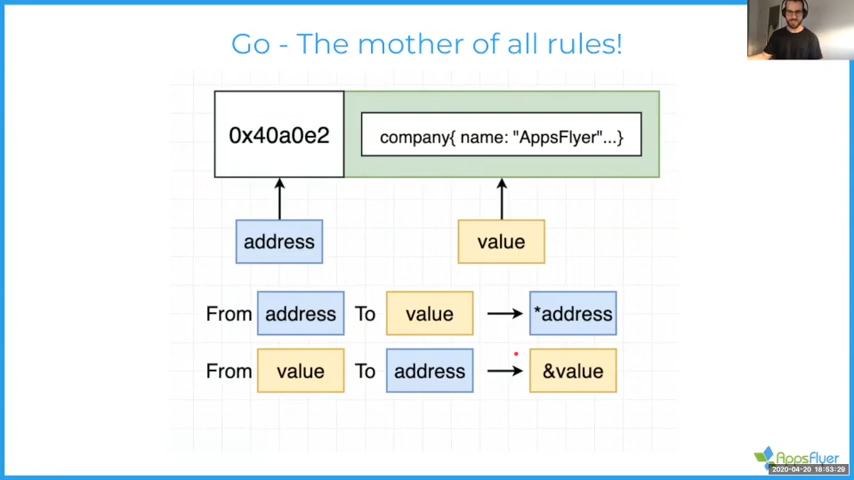 Go - The mother of all rules!
0x40a0e2
company{ name: "AppsFlyer"...}
address
value
From address To value *address
From value To address &value
AppsFlyer
2020-04-20 18:53:29